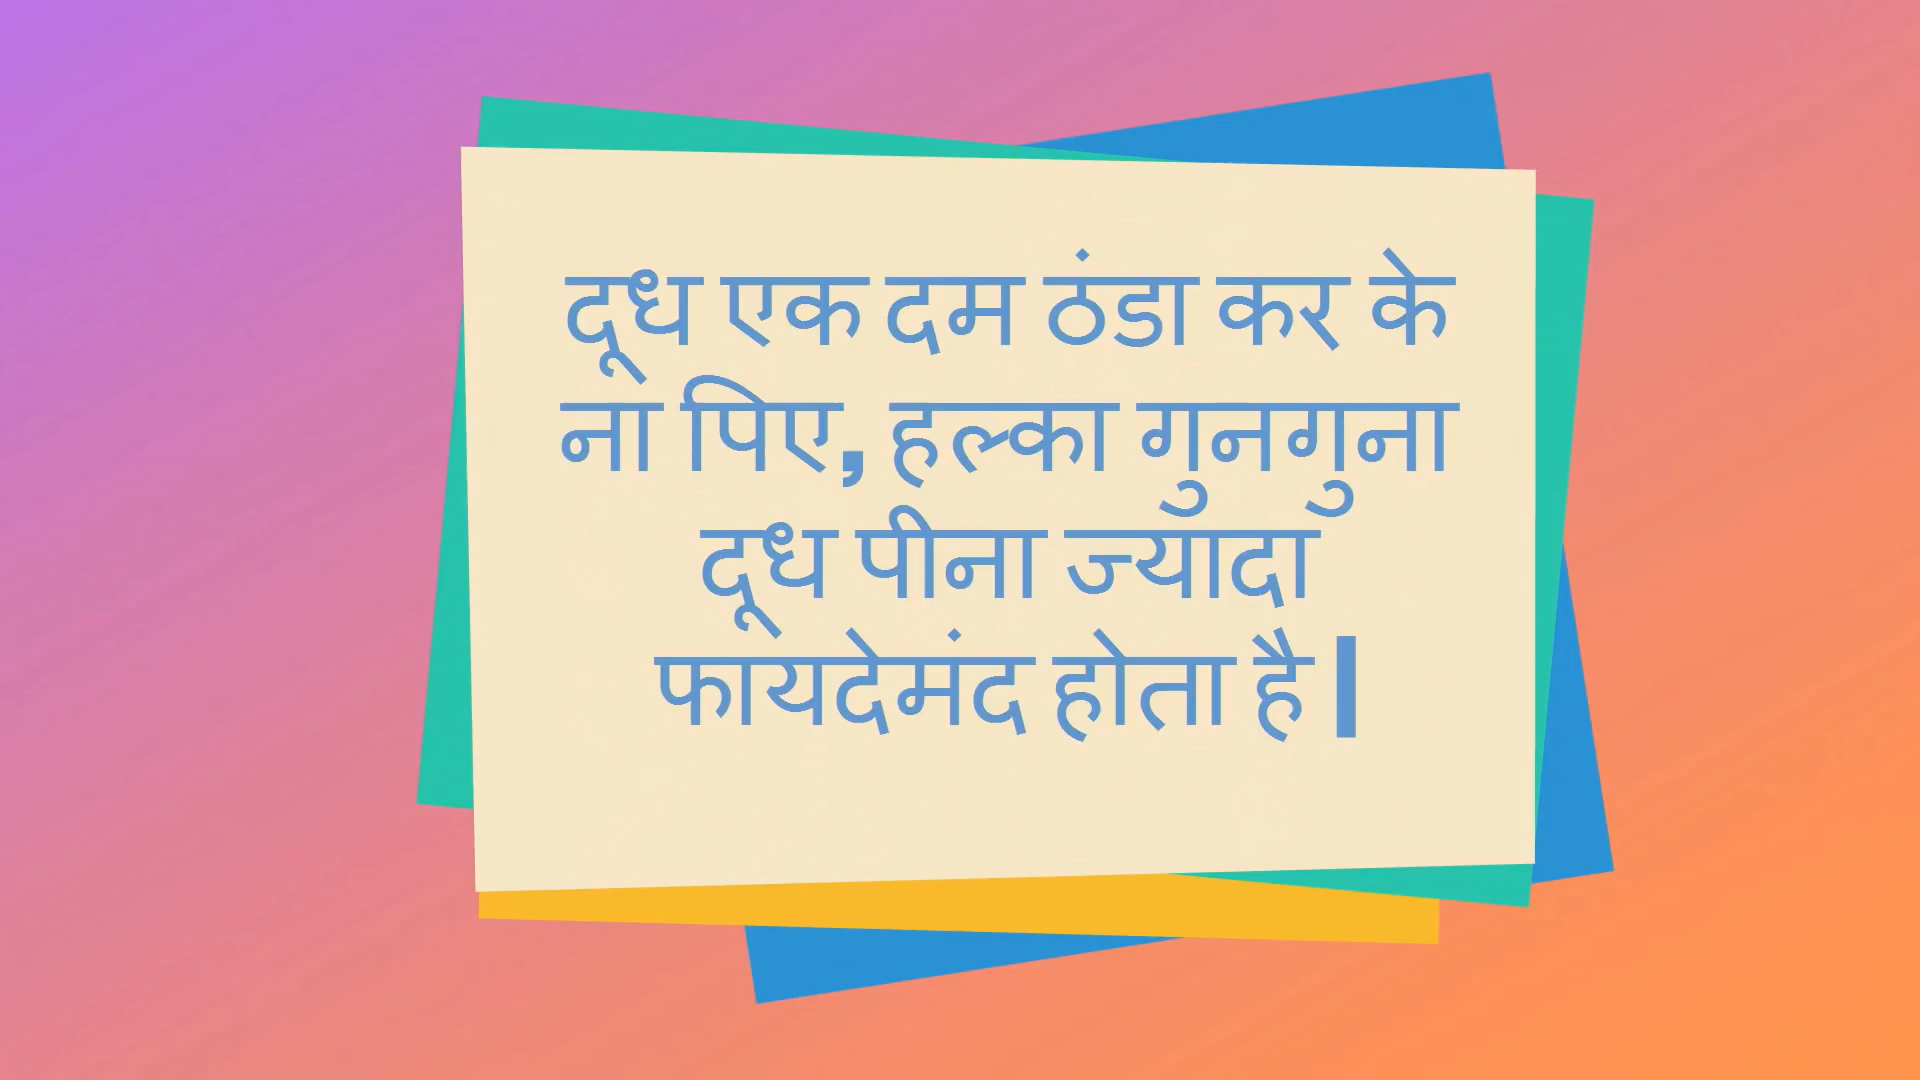 दूध एक दम ठंडा कर के
ना पिए, हल्का गुनगुना
दूध पीना ज्यादा
फायदेमंद होता है |